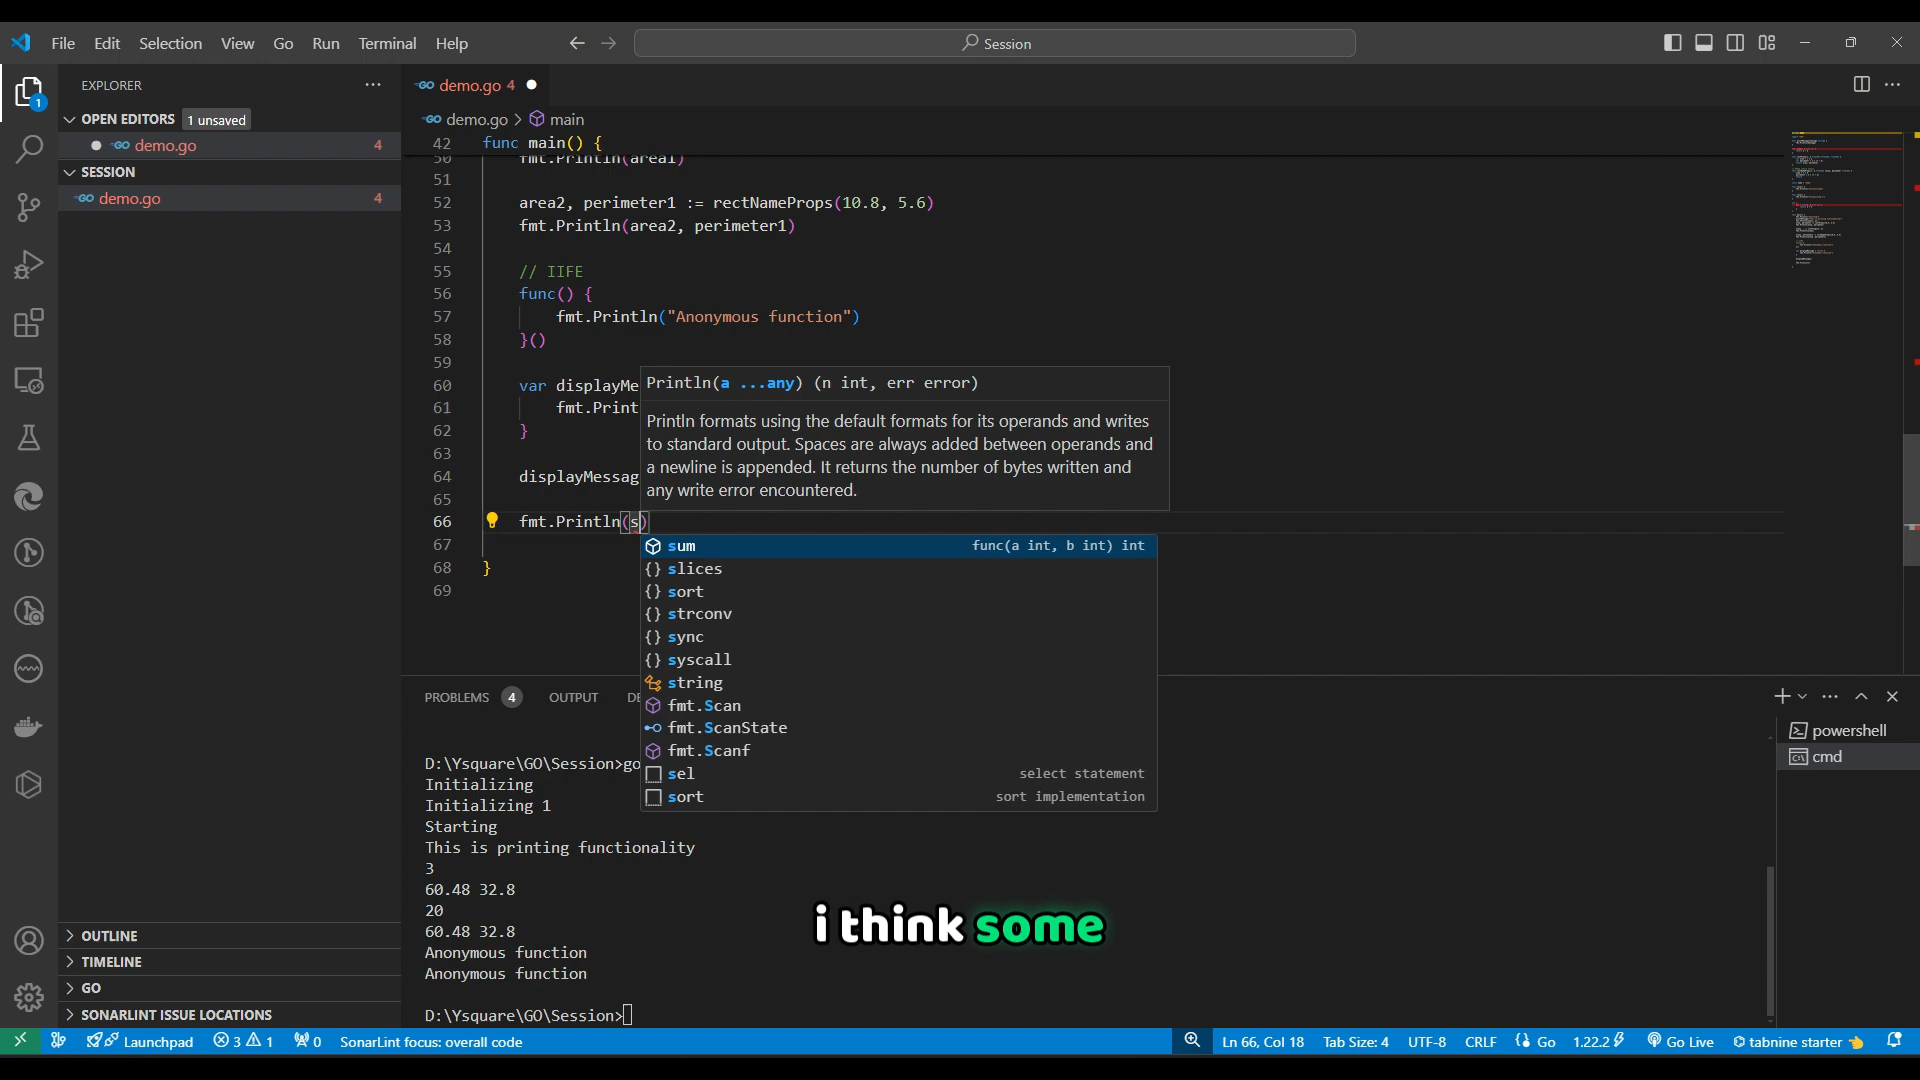 File Edit Selection View Go Run Terminal Help
Session
EXPLORER
OPEN EDITORS 1 unsaved
demo.go 4
SESSION
demo.go 4
OUTLINE
TIMELINE
GO
SONARLINT ISSUE LOCATIONS
1
demo.go 4
demo.go > main
42 func main() {
50 fmt.Println(area1)
51
52 area2, perimeter1 := rectNameProps(10.8, 5.6)
53 fmt.Println(area2, perimeter1)
54
55 // IIFE
56 func() {
57 fmt.Println("Anonymous function")
58 }()
59
60 var displayMe
61 fmt.Print
62 }
63
64 displayMessag
65
66 fmt.Println(s)
67
68 }
69
Println(a ...any) (n int, err error)
Println formats using the default formats for its operands and writes
to standard output. Spaces are always added between operands and
a newline is appended. It returns the number of bytes written and
any write error encountered.
sum func(a int, b int) int
{} slices
{} sort
{} strconv
{} sync
{} syscall
string
fmt.Scan
fmt.ScanState
fmt.Scanf
sel select statement
sort sort implementation
PROBLEMS 4 OUTPUT DE
powershell
cmd
D:\Ysquare\GO\Session>go
Initializing
Initializing 1
Starting
This is printing functionality
3
60.48 32.8
20
60.48 32.8
Anonymous function
Anonymous function
D:\Ysquare\GO\Session>
i think some
Launchpad 3 1 0 SonarLint focus: overall code
Ln 66, Col 18 Tab Size: 4 UTF-8 CRLF Go 1.22.2 Go Live tabnine starter